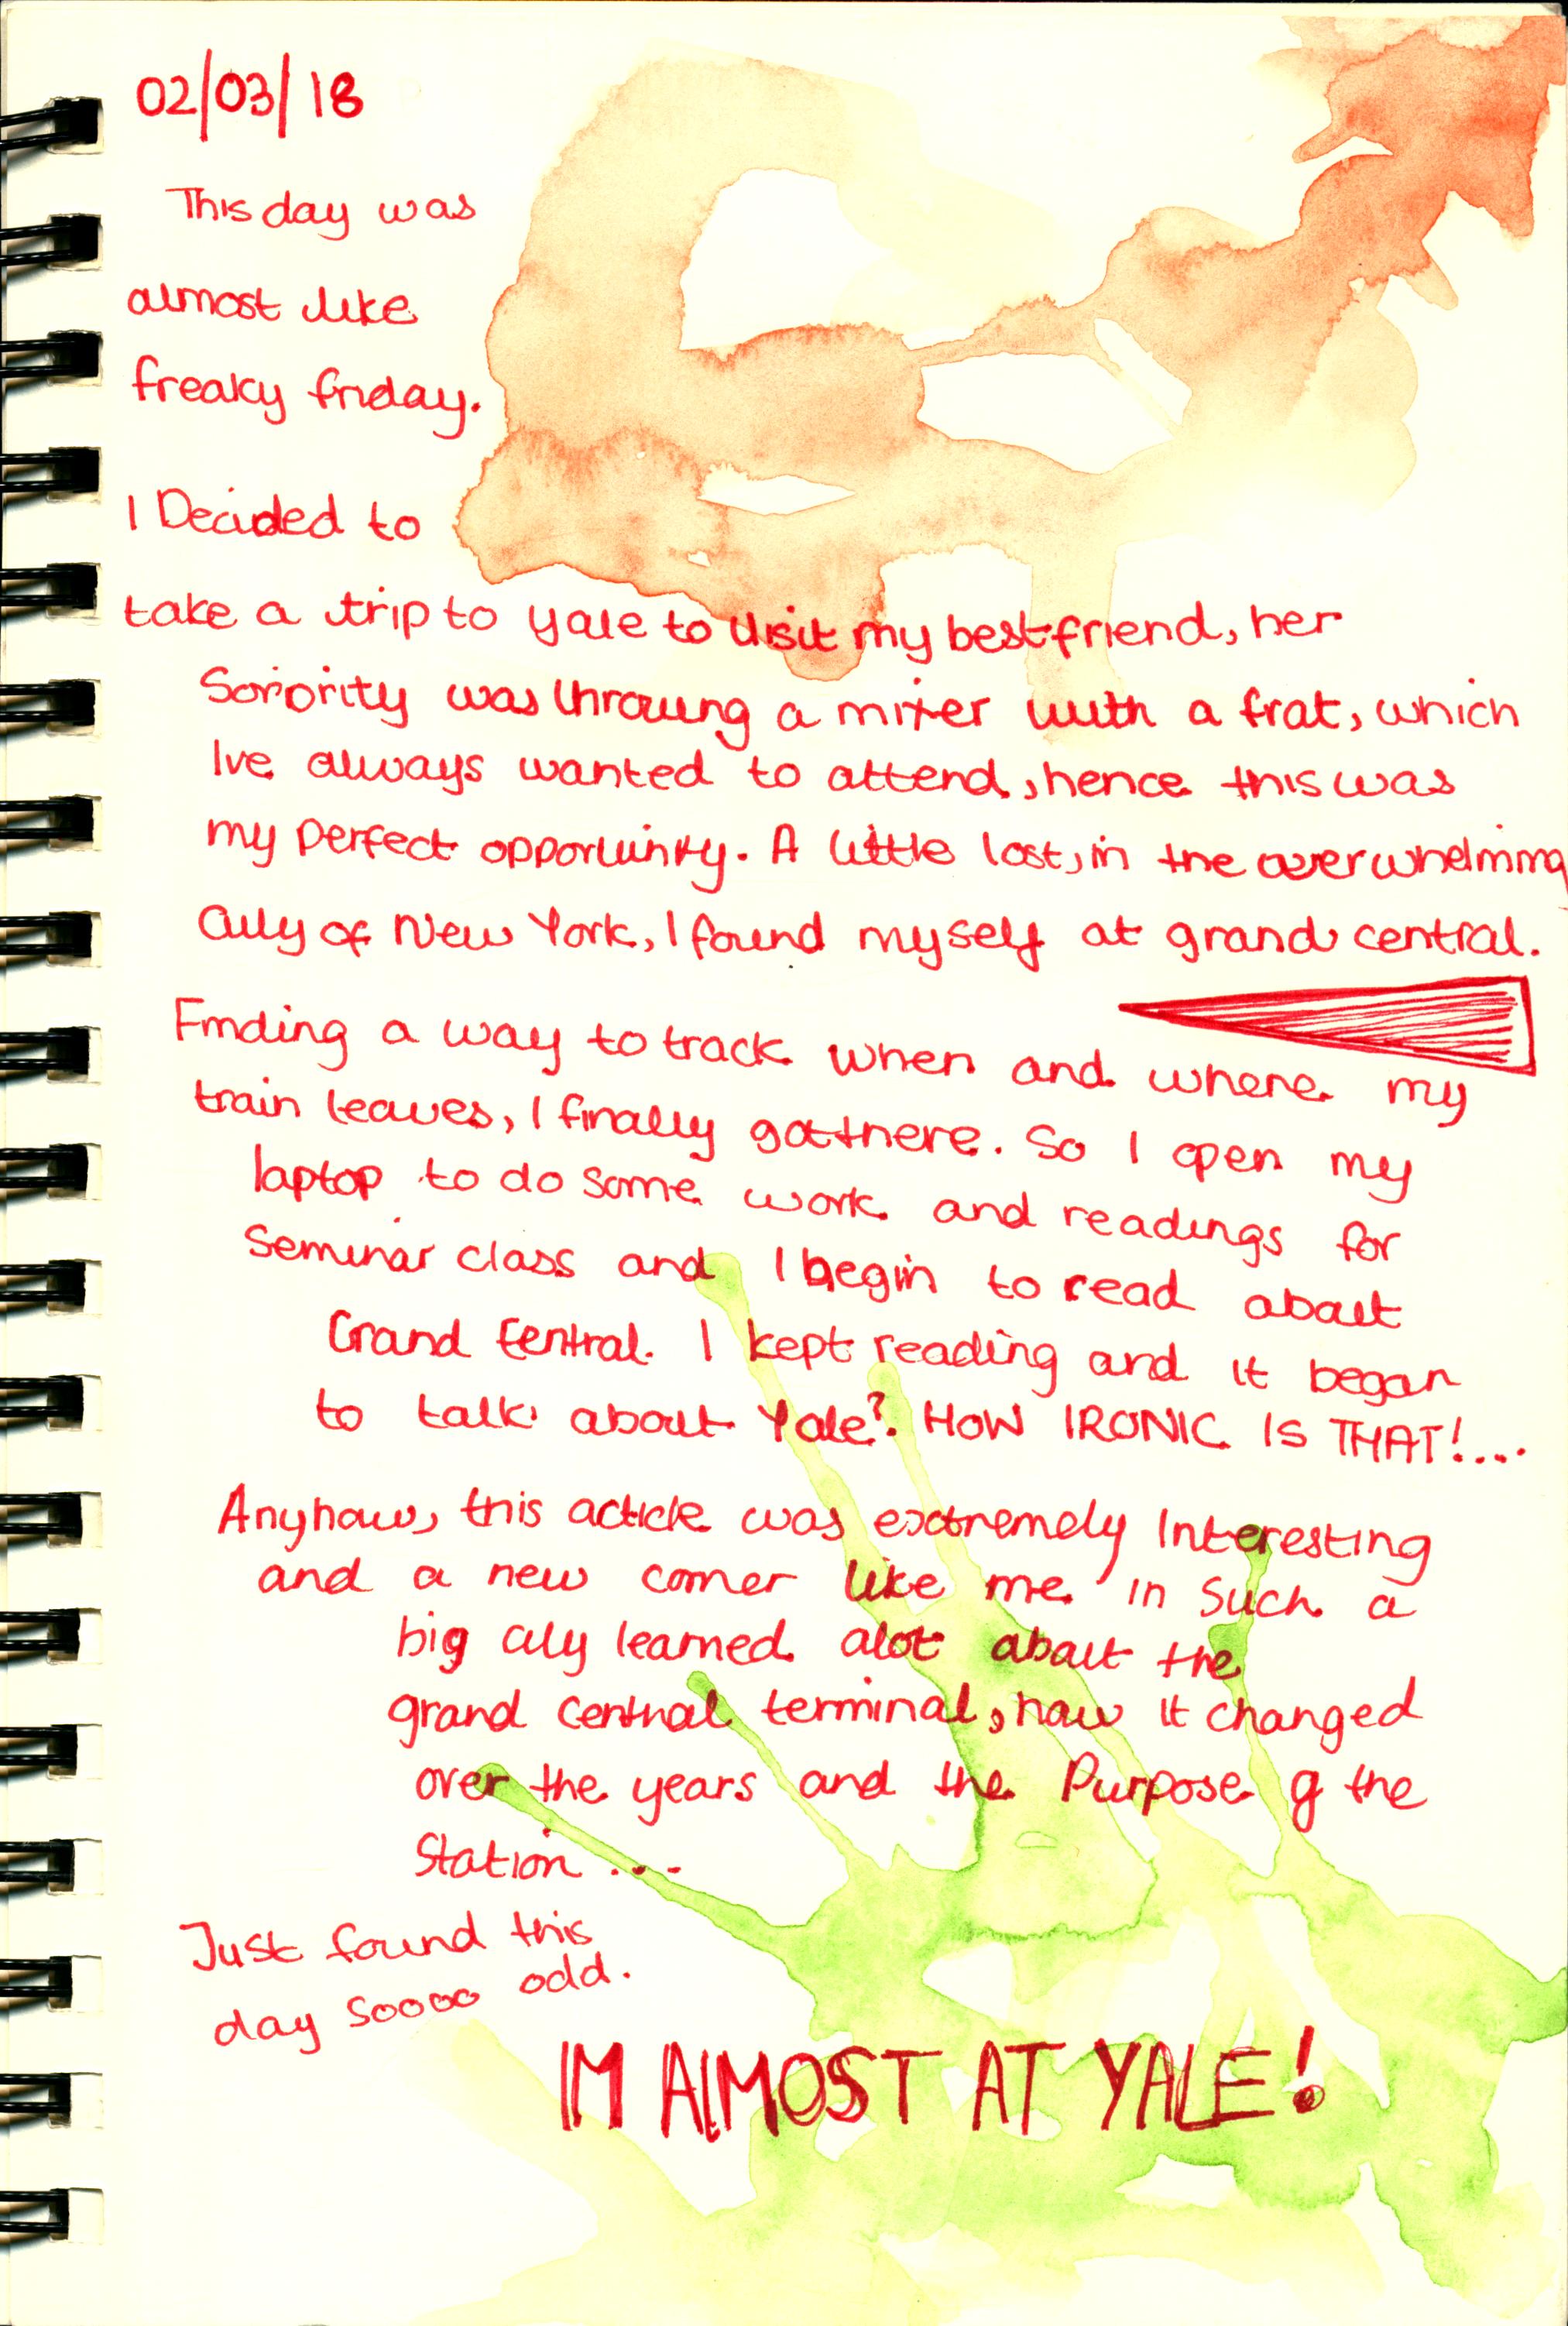 02/03/18
This day was
almost like
freaky friday.
I Decided to
take a trip to Yale to visit my bestfriend, her
Soriority was throwing a mixer with a frat, which
Ive always wanted to attend, hence this was
my perfect opportuinty. A little lost, in the overwhelming
City of New York, I found myself at grand central.
Finding a way to track when and where my
train leaves, I finally got there. So I open my
laptop to do some work and readings for
Seminar class and I begin to read about
Grand Central. I kept reading and it began
to talk about Yale? HOW IRONIC IS THAT!....
Anyhow, this article was extremely Interesting
and a new comer like me in Such a
big city learned alot about the
grand central terminal, how it changed
over the years and the Purpose of the
Station ...
Just found this
day soooo odd.
IM ALMOST AT YALE!